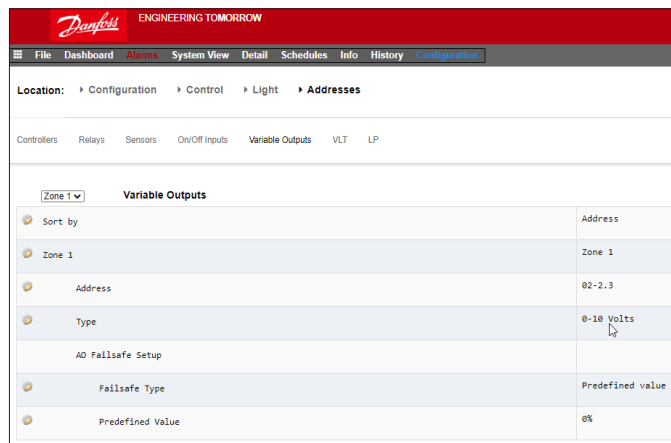 Danfoss ENGINEERING TOMORROW
File Dashboard Alarms System View Detail Schedules Info History Configuration
Location: Configuration Control Light Addresses
Controllers Relays Sensors On/Off Inputs Variable Outputs VLT LP
Zone 1 Variable Outputs
Sort by Address
Zone 1 Zone 1
Address 02-2.3
Type 0-10 Volts
AO Failsafe Setup
Failsafe Type Predefined value
Predefined Value 0%